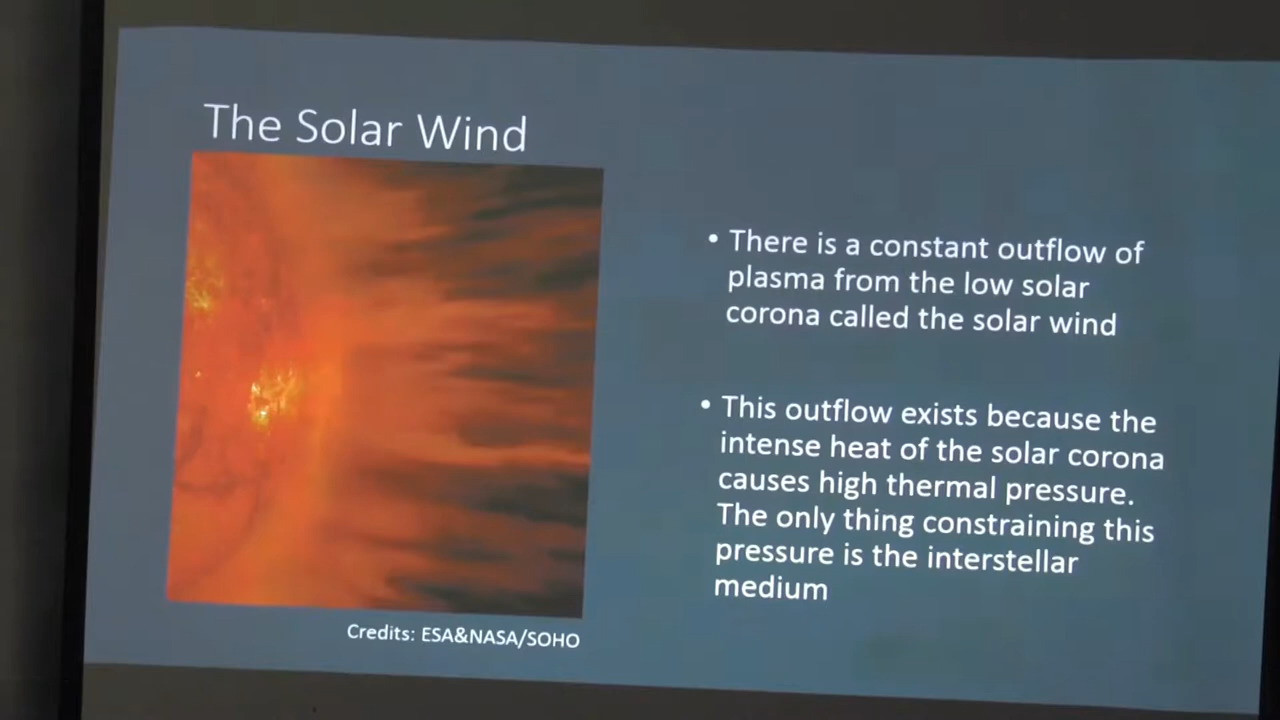 The Solar Wind
• There is a constant outflow of
plasma from the low solar
corona called the solar wind
• This outflow exists because the
intense heat of the solar corona
causes high thermal pressure.
The only thing constraining this
pressure is the interstellar
medium
Credits: ESA&NASA/SOHO